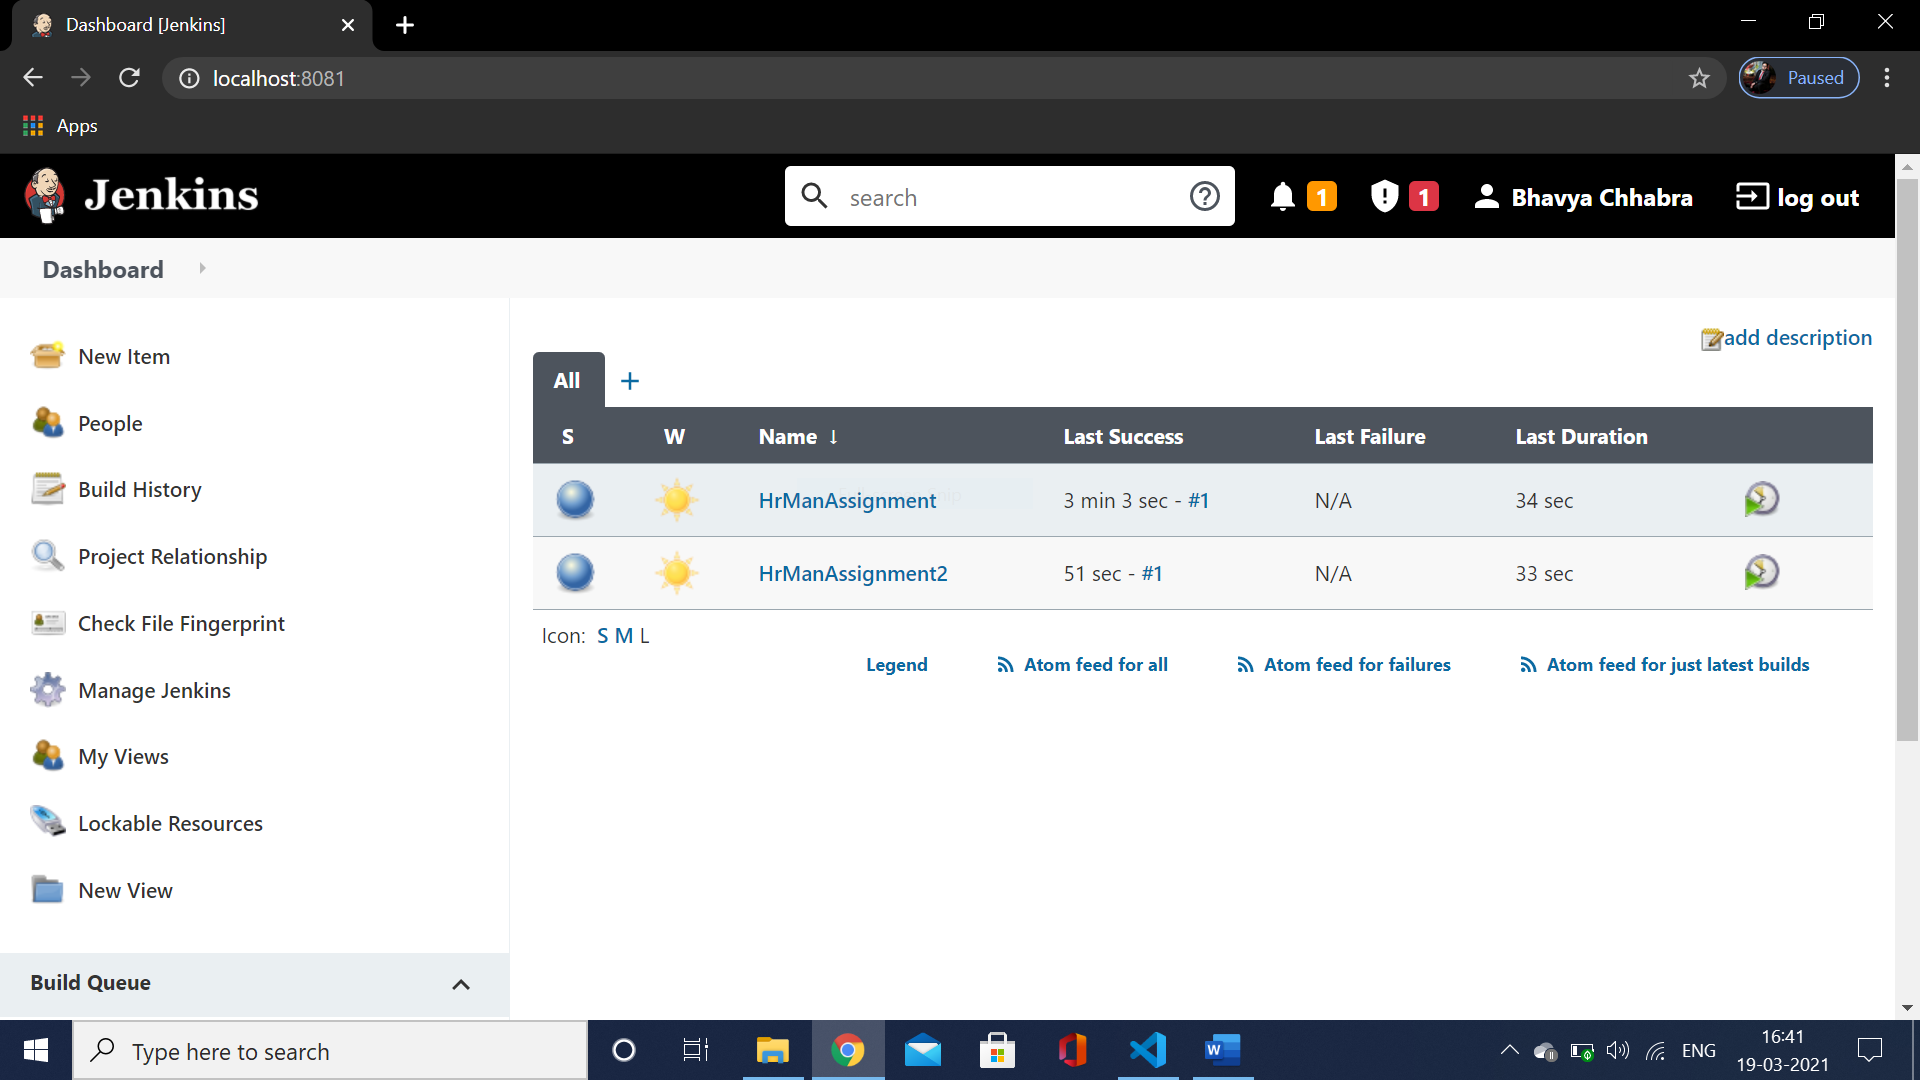 Dashboard [Jenkins]
localhost:8081
Paused
Apps
Jenkins
search
1
1
Bhavya Chhabra
log out
Dashboard
New Item
People
Build History
Project Relationship
Check File Fingerprint
Manage Jenkins
My Views
Lockable Resources
New View
Build Queue
add description
All +
S W Name ↓ Last Success Last Failure Last Duration
HrManAssignment 3 min 3 sec - #1 N/A 34 sec
HrManAssignment2 51 sec - #1 N/A 33 sec
Icon: S M L
Legend Atom feed for all Atom feed for failures Atom feed for just latest builds
Type here to search
ENG
16:41
19-03-2021